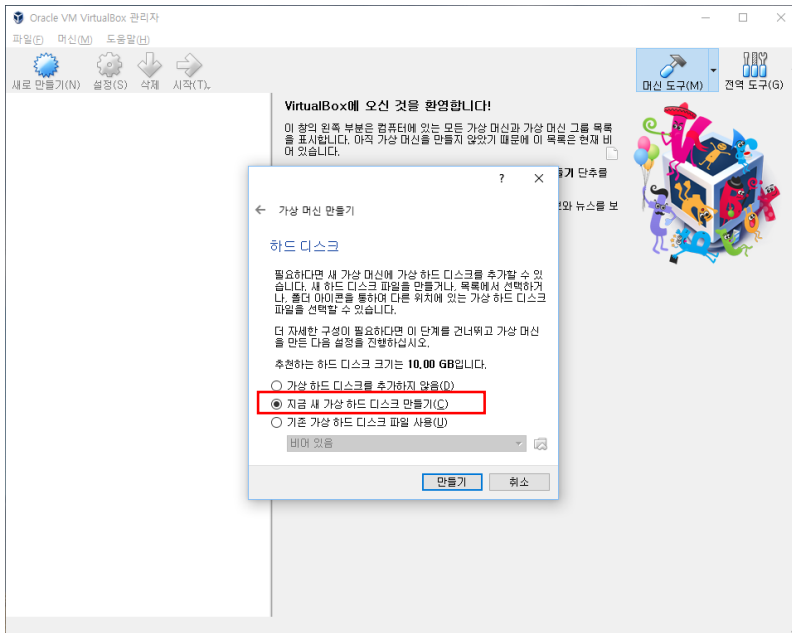 Oracle VM VirtualBox 관리자
파일(F) 머신(M) 도움말(H)
새로 만들기(N) 설정(S) 삭제 시작(T)
머신 도구(M) 전역 도구(G)
VirtualBox에 오신 것을 환영합니다!
이 창의 왼쪽 부분은 컴퓨터에 있는 모든 가상 머신과 가상 머신 그룹 목록
을 표시합니다. 아직 가상 머신을 만들지 않았기 때문에 이 목록은 현재 비
어 있습니다.
기 단추를
와 뉴스를 보
?
가상 머신 만들기
하드 디스크
필요하다면 새 가상 머신에 가상 하드 디스크를 추가할 수 있
습니다. 새 하드 디스크 파일을 만들거나, 목록에서 선택하거
나, 폴더 아이콘을 통하여 다른 위치에 있는 가상 하드 디스크
파일을 선택할 수 있습니다.
더 자세한 구성이 필요하다면 이 단계를 건너뛰고 가상 머신
을 만든 다음 설정을 진행하십시오.
추천하는 하드 디스크 크기는 10,00 GB입니다.
가상 하드 디스크를 추가하지 않음(D)
지금 새 가상 하드 디스크 만들기(C)
기존 가상 하드 디스크 파일 사용(U)
비어 있음
만들기 취소